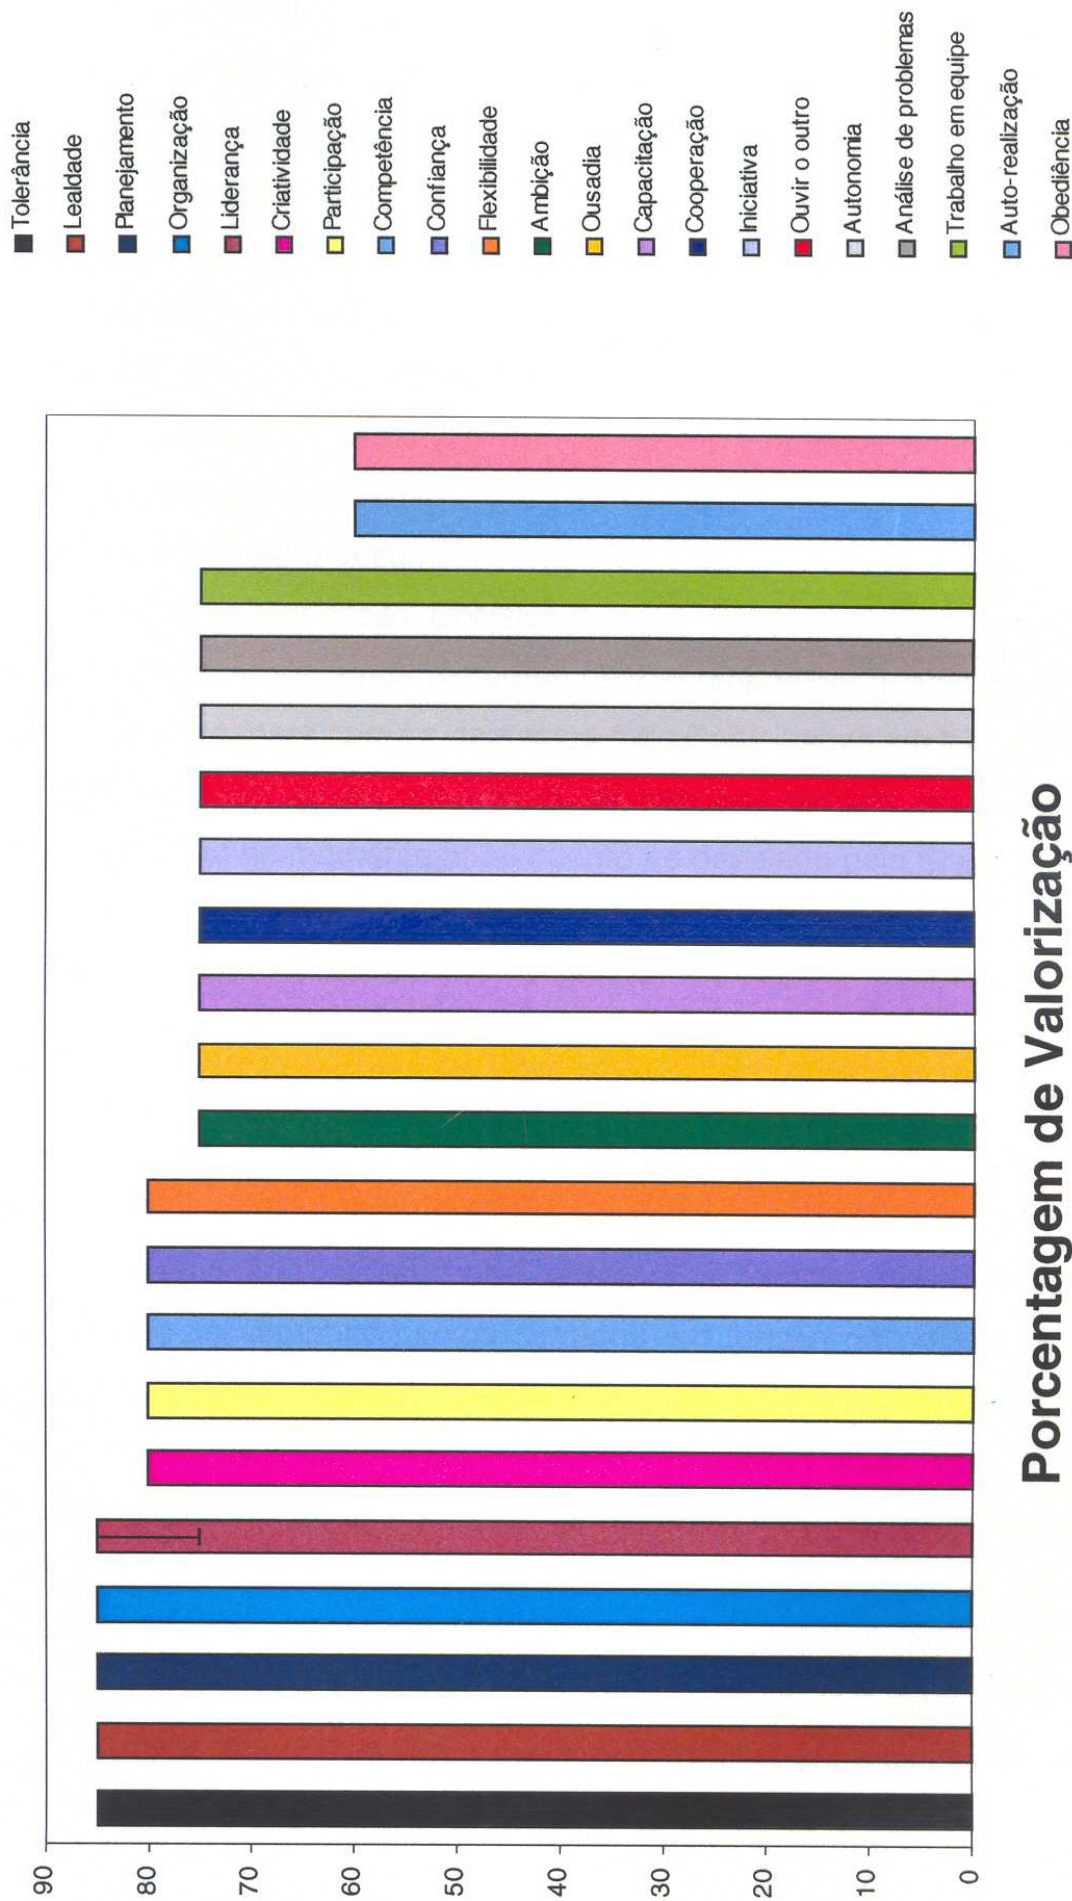 90
80
70
60
50
40
30
20
10
0
Porcentagem de Valorização
Tolerância
Lealdade
Planejamento
Organização
Liderança
Criatividade
Participação
Competência
Confiança
Flexibilidade
Ambição
Ousadia
Capacitação
Cooperação
Iniciativa
Ouvir o outro
Autonomia
Análise de problemas
Trabalho em equipe
Auto-realização
Obediência